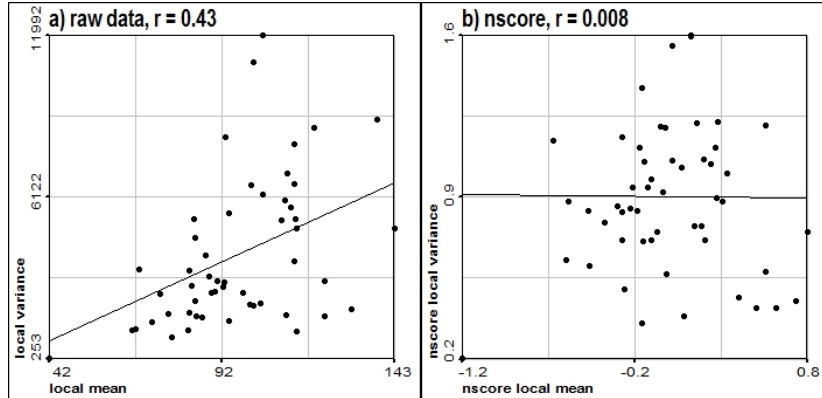 a) raw data, r = 0.43
11992
6122
253
local variance
42
92
143
local mean
b) nscore, r = 0.008
1.6
0.9
0.2
nscore local variance
-1.2
-0.2
0.8
nscore local mean